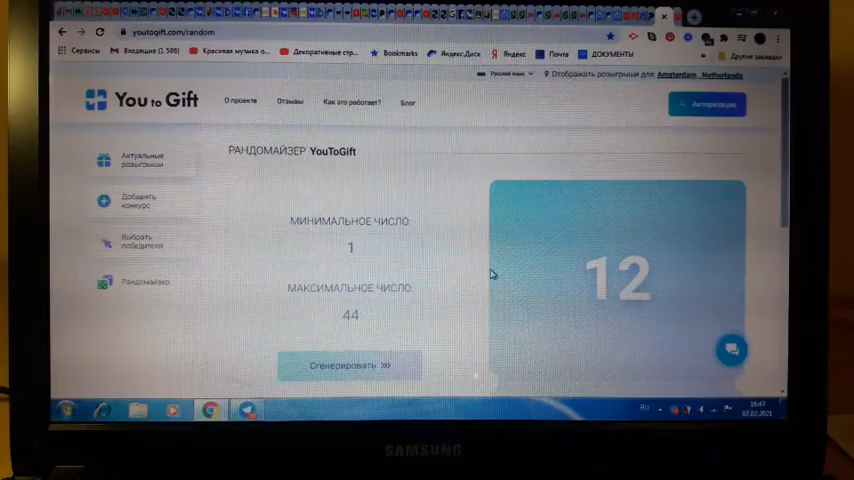 youtogift.com/random
Сервисы
Входящие (1 586)
Красивая музыка о...
Декоративные стр...
Bookmarks
Яндекс.Диск
Яндекс
Почта
ДОКУМЕНТЫ
»
Другие закладки
Русский язык
Отображать розыгрыши для: Amsterdam, Netherlands
You to Gift
О проекте
Отзывы
Как это работает?
Блог
Авторизация
Актуальные
розыгрыши
Добавить
конкурс
Выбрать
победителя
Рандомайзер
РАНДОМАЙЗЕР YouToGift
МИНИМАЛЬНОЕ ЧИСЛО:
1
МАКСИМАЛЬНОЕ ЧИСЛО:
44
Сгенерировать »»
12
RU
16:47
07.02.2021
SAMSUNG